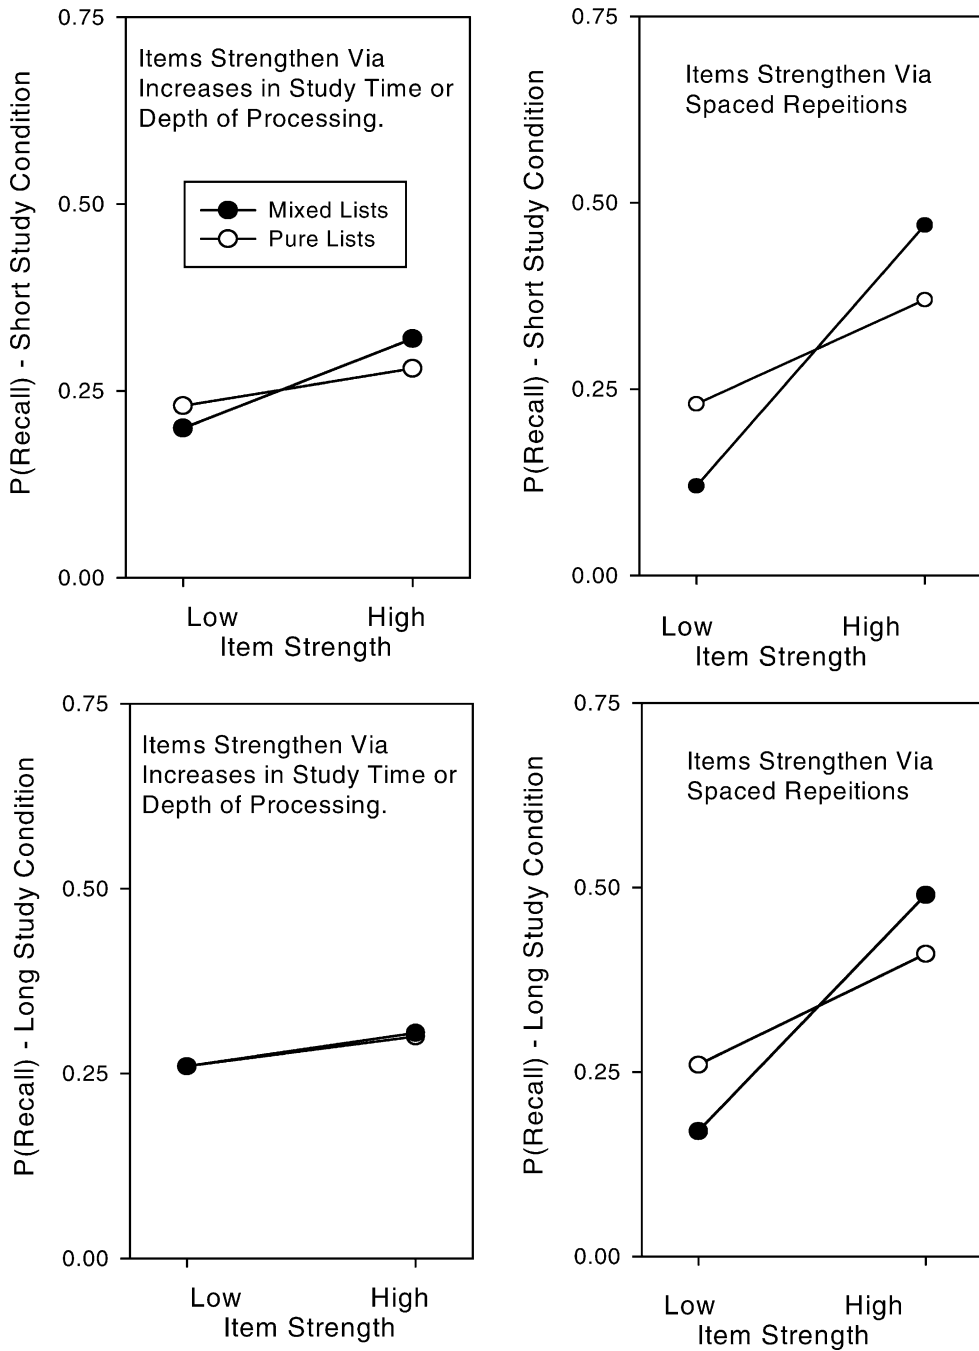 P(Recall) - Short Study Condition
0.75
0.50
0.25
0.00
Items Strengthen Via
Increases in Study Time or
Depth of Processing.
Mixed Lists
Pure Lists
Low High
Item Strength
P(Recall) - Short Study Condition
0.75
0.50
0.25
0.00
Items Strengthen Via
Spaced Repeitions
Low High
Item Strength
P(Recall) - Long Study Condition
0.75
0.50
0.25
0.00
Items Strengthen Via
Increases in Study Time or
Depth of Processing.
Low High
Item Strength
P(Recall) - Long Study Condition
0.75
0.50
0.25
0.00
Items Strengthen Via
Spaced Repeitions
Low High
Item Strength